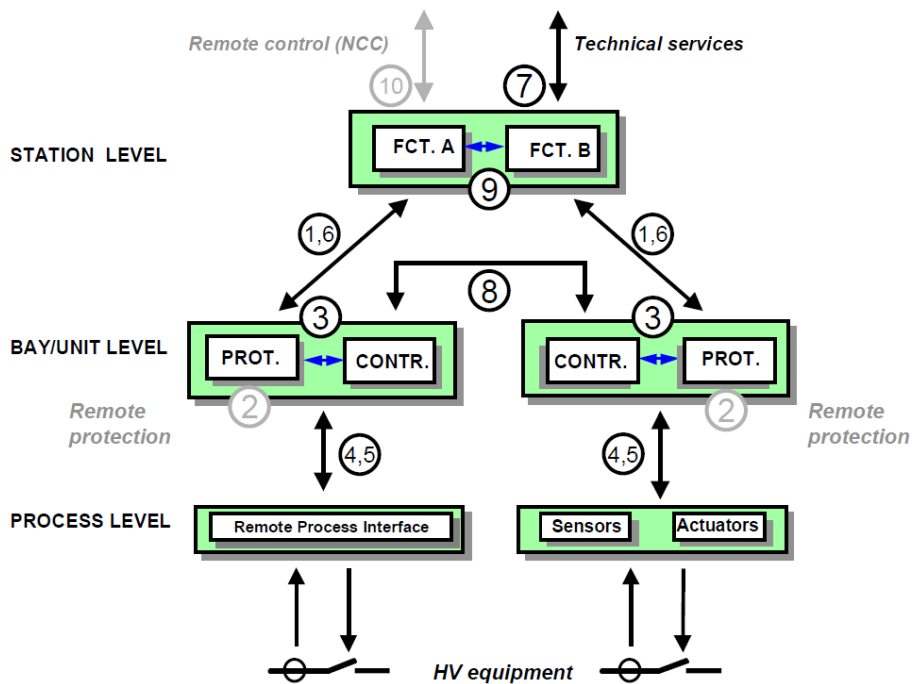 Remote control (NCC)
Technical services
10
7
STATION LEVEL
FCT. A
FCT. B
9
1,6
1,6
8
3
3
BAY/UNIT LEVEL
PROT.
CONTR.
CONTR.
PROT.
2
2
Remote
protection
Remote
protection
4,5
4,5
PROCESS LEVEL
Remote Process Interface
Sensors
Actuators
HV equipment